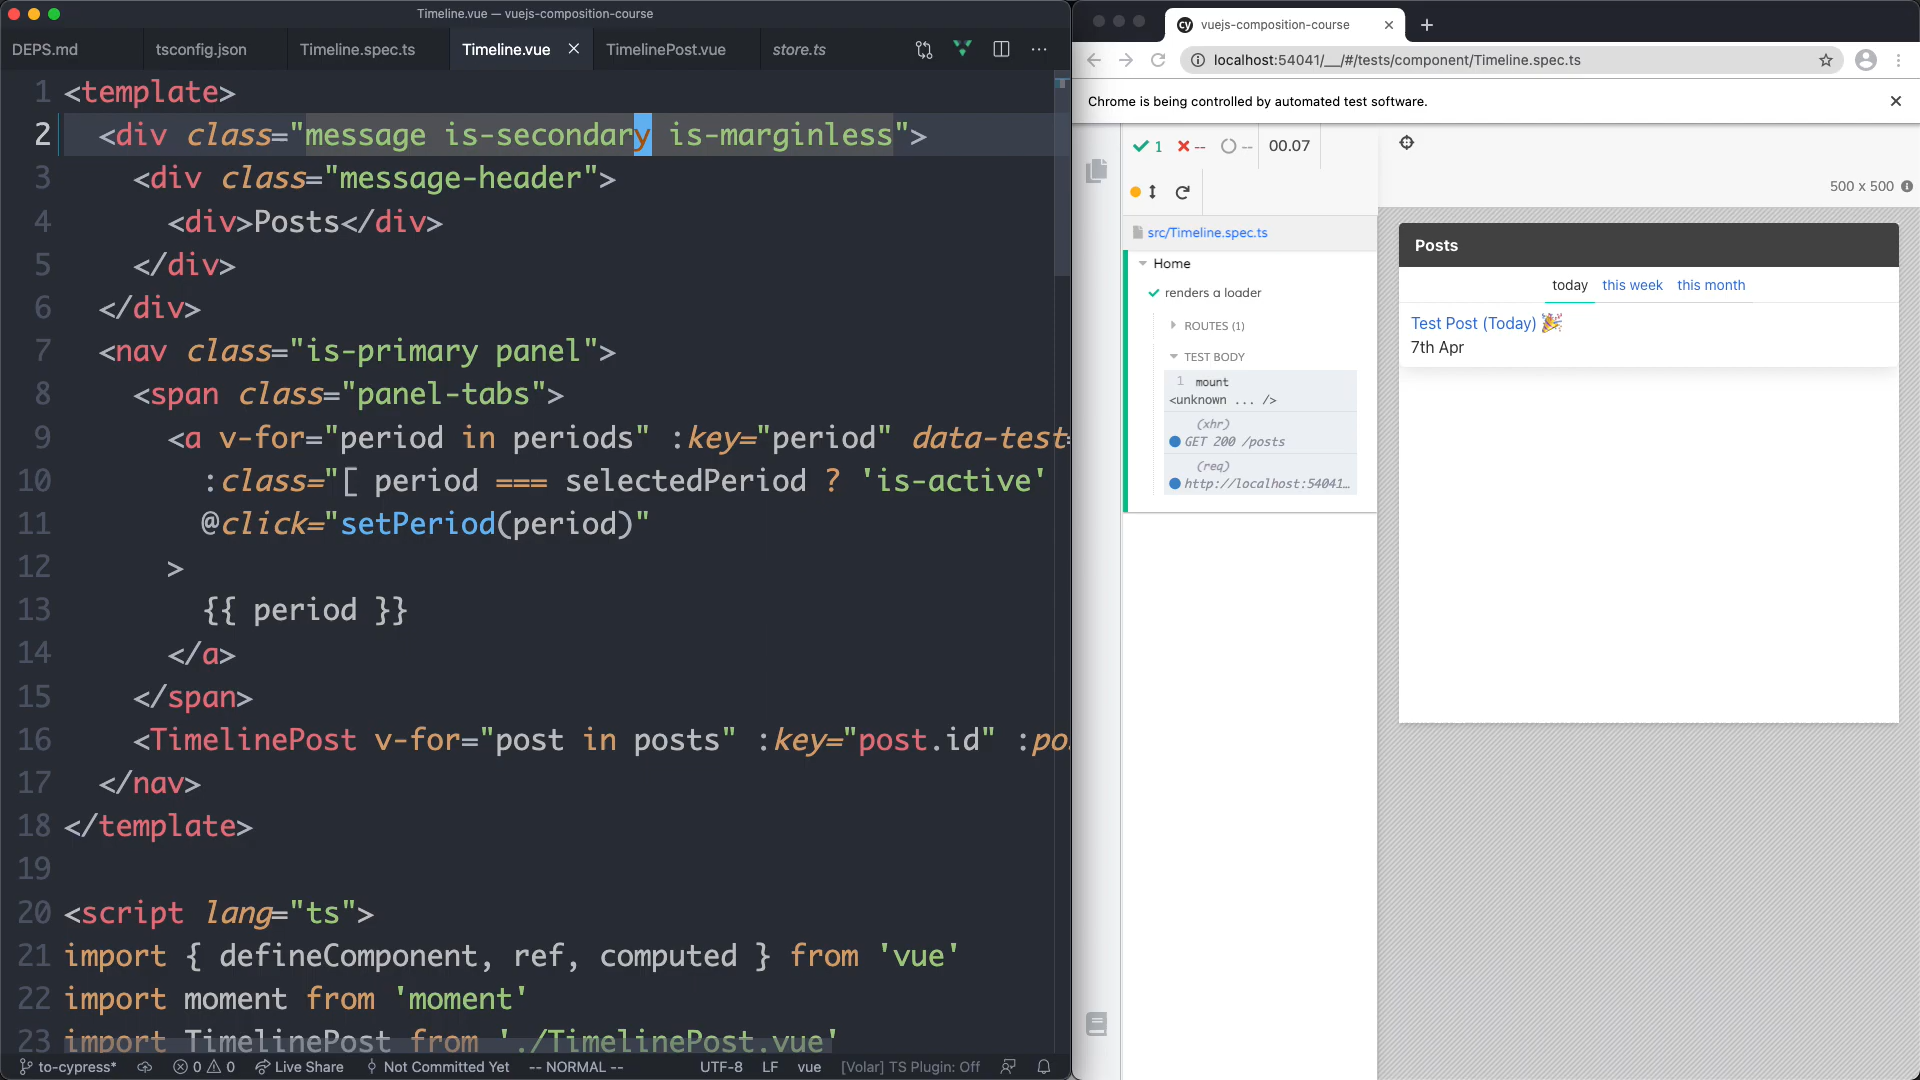 Timeline.vue — vuejs-composition-course
DEPS.md
tsconfig.json
Timeline.spec.ts
Timeline.vue
TimelinePost.vue
store.ts
1 <template>
2 <div class="message is-secondary is-marginless">
3 <div class="message-header">
4 <div>Posts</div>
5 </div>
6 </div>
7 <nav class="is-primary panel">
8 <span class="panel-tabs">
9 <a v-for="period in periods" :key="period" data-test=
10 :class="[ period === selectedPeriod ? 'is-active'
11 @click="setPeriod(period)"
12 >
13 {{ period }}
14 </a>
15 </span>
16 <TimelinePost v-for="post in posts" :key="post.id" :po
17 </nav>
18 </template>
19
20 <script lang="ts">
21 import { defineComponent, ref, computed } from 'vue'
22 import moment from 'moment'
23 import TimelinePost from './TimelinePost.vue'
to-cypress*
0
0
Live Share
Not Committed Yet
-- NORMAL --
UTF-8
LF
vue
[Volar] TS Plugin: Off
cy
vuejs-composition-course
localhost:54041/__/#/tests/component/Timeline.spec.ts
Chrome is being controlled by automated test software.
1
--
--
00.07
500 x 500
src/Timeline.spec.ts
Home
renders a loader
ROUTES (1)
TEST BODY
1 mount
<unknown ... />
(xhr)
GET 200 /posts
(req)
http://localhost:54041…
Posts
today this week this month
Test Post (Today) 🎉
7th Apr